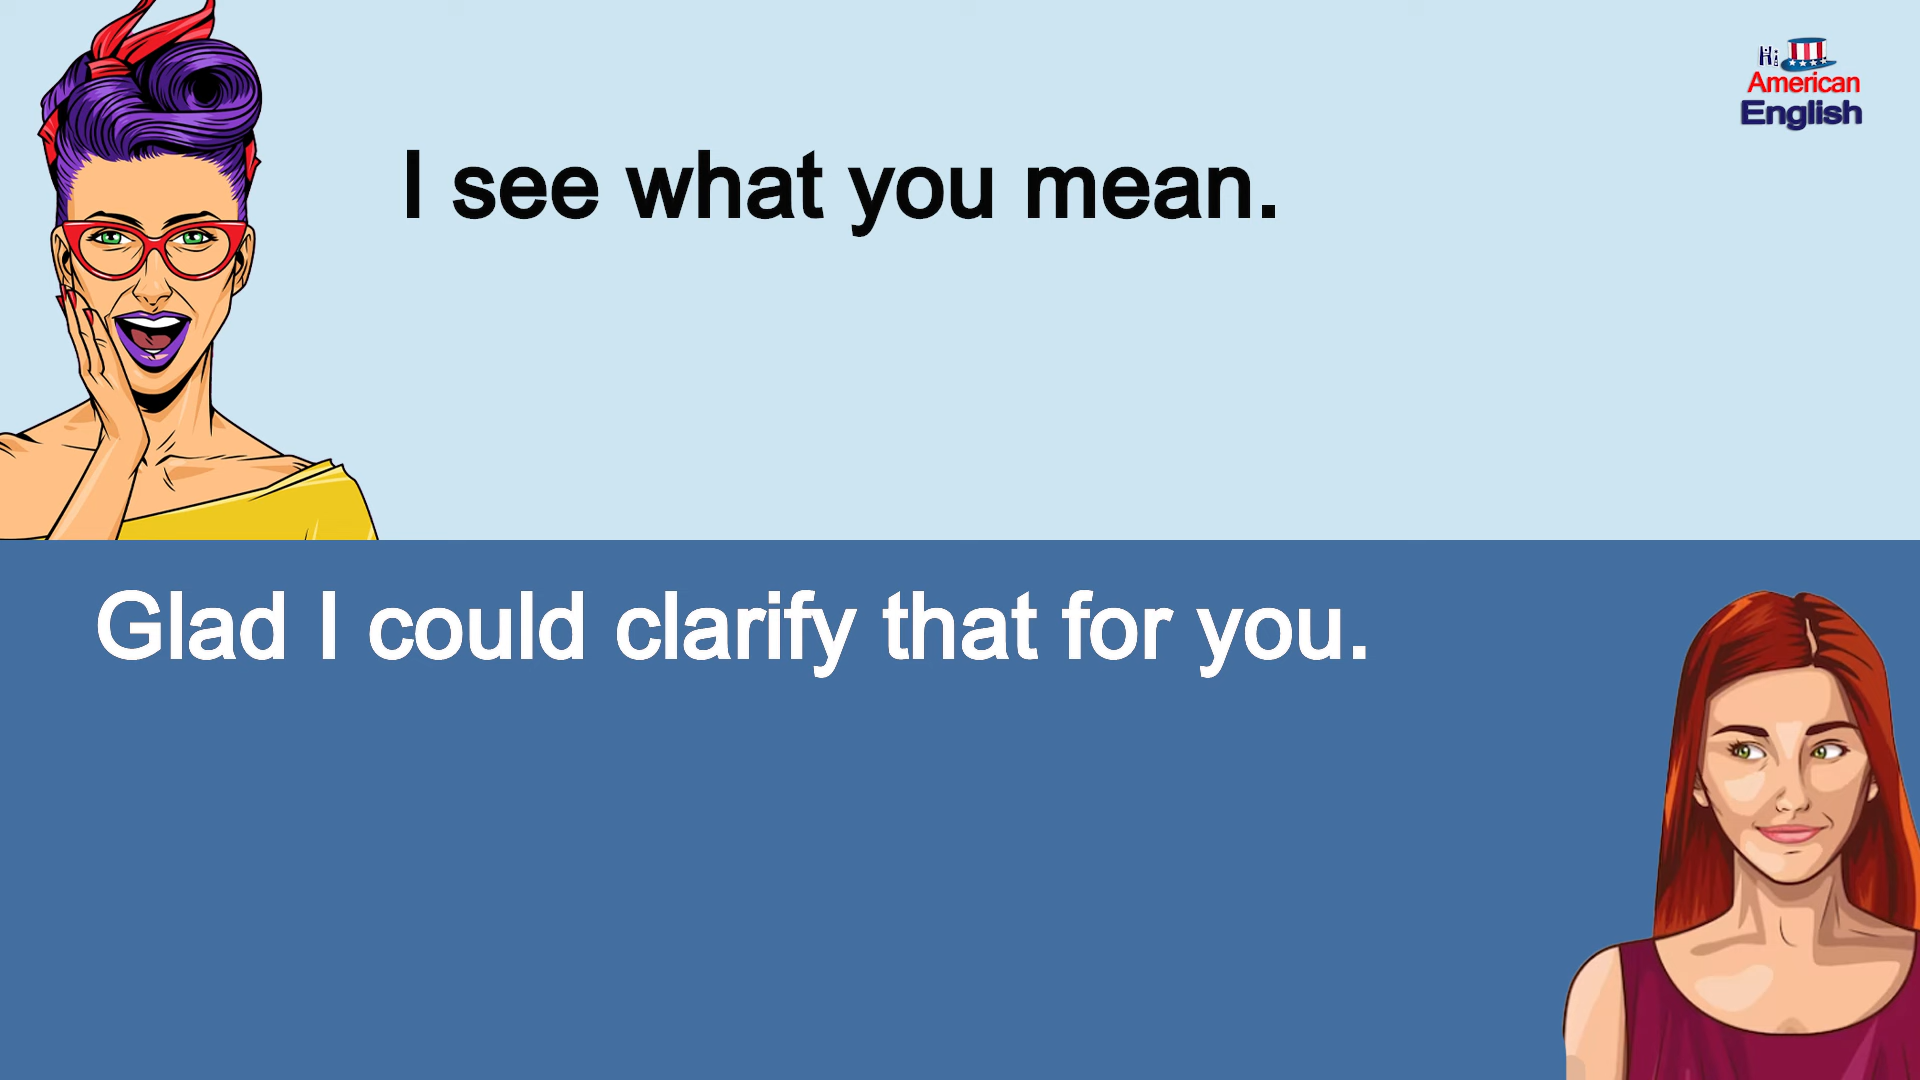 Hi
American
English
I see what you mean.
Glad I could clarify that for you.